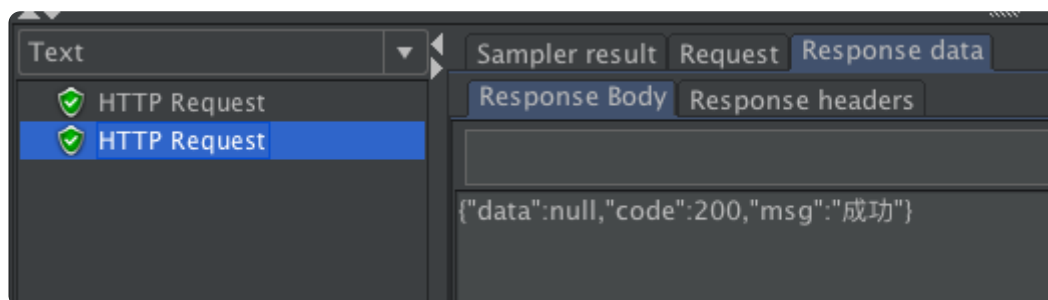 Text
Sampler result Request Response data
HTTP Request
Response Body Response headers
HTTP Request
{"data":null,"code":200,"msg":"成功"}